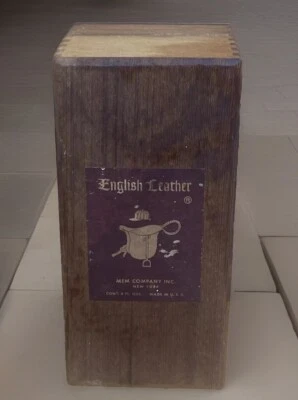 English Leather
®
MEM COMPANY INC.
NEW YORK
MADE IN U.S.A.